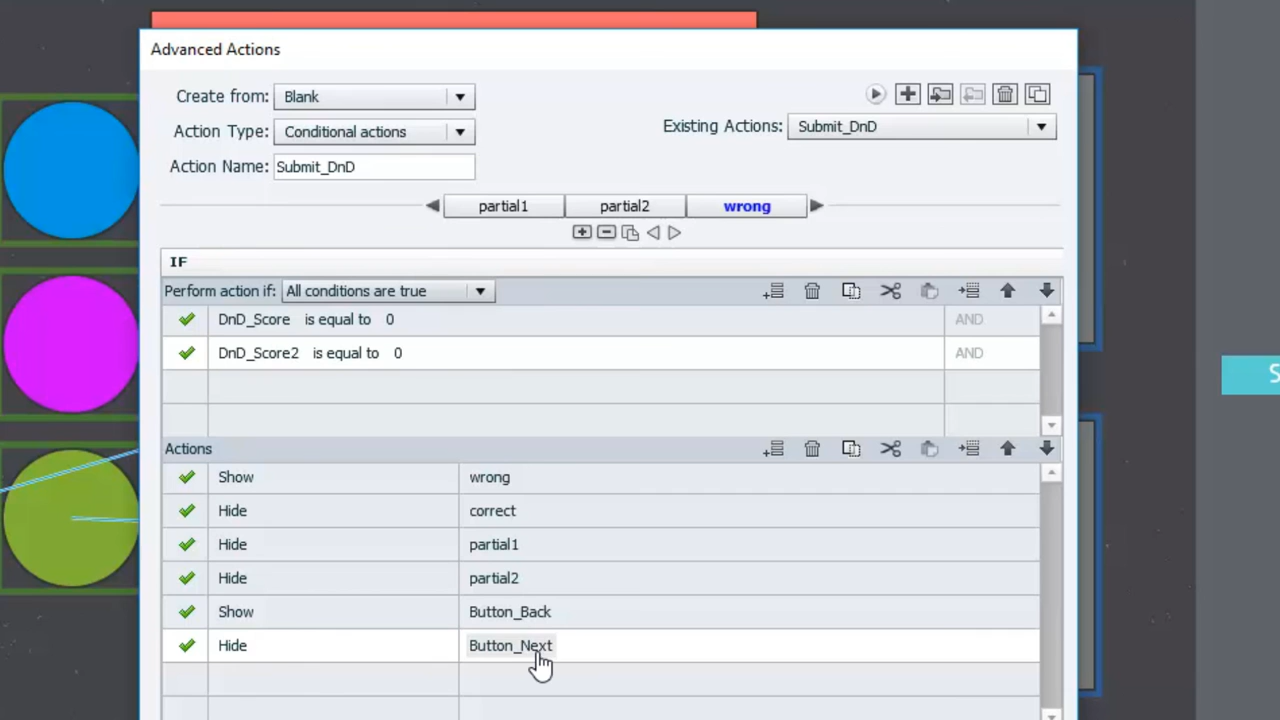 Advanced Actions
Create from: Blank
Action Type: Conditional actions
Existing Actions: Submit_DnD
Action Name: Submit_DnD
partial1 partial2 wrong
IF
Perform action if: All conditions are true
DnD_Score is equal to 0 AND
DnD_Score2 is equal to 0 AND
Actions
Show wrong
Hide correct
Hide partial1
Hide partial2
Show Button_Back
Hide Button_Next
S